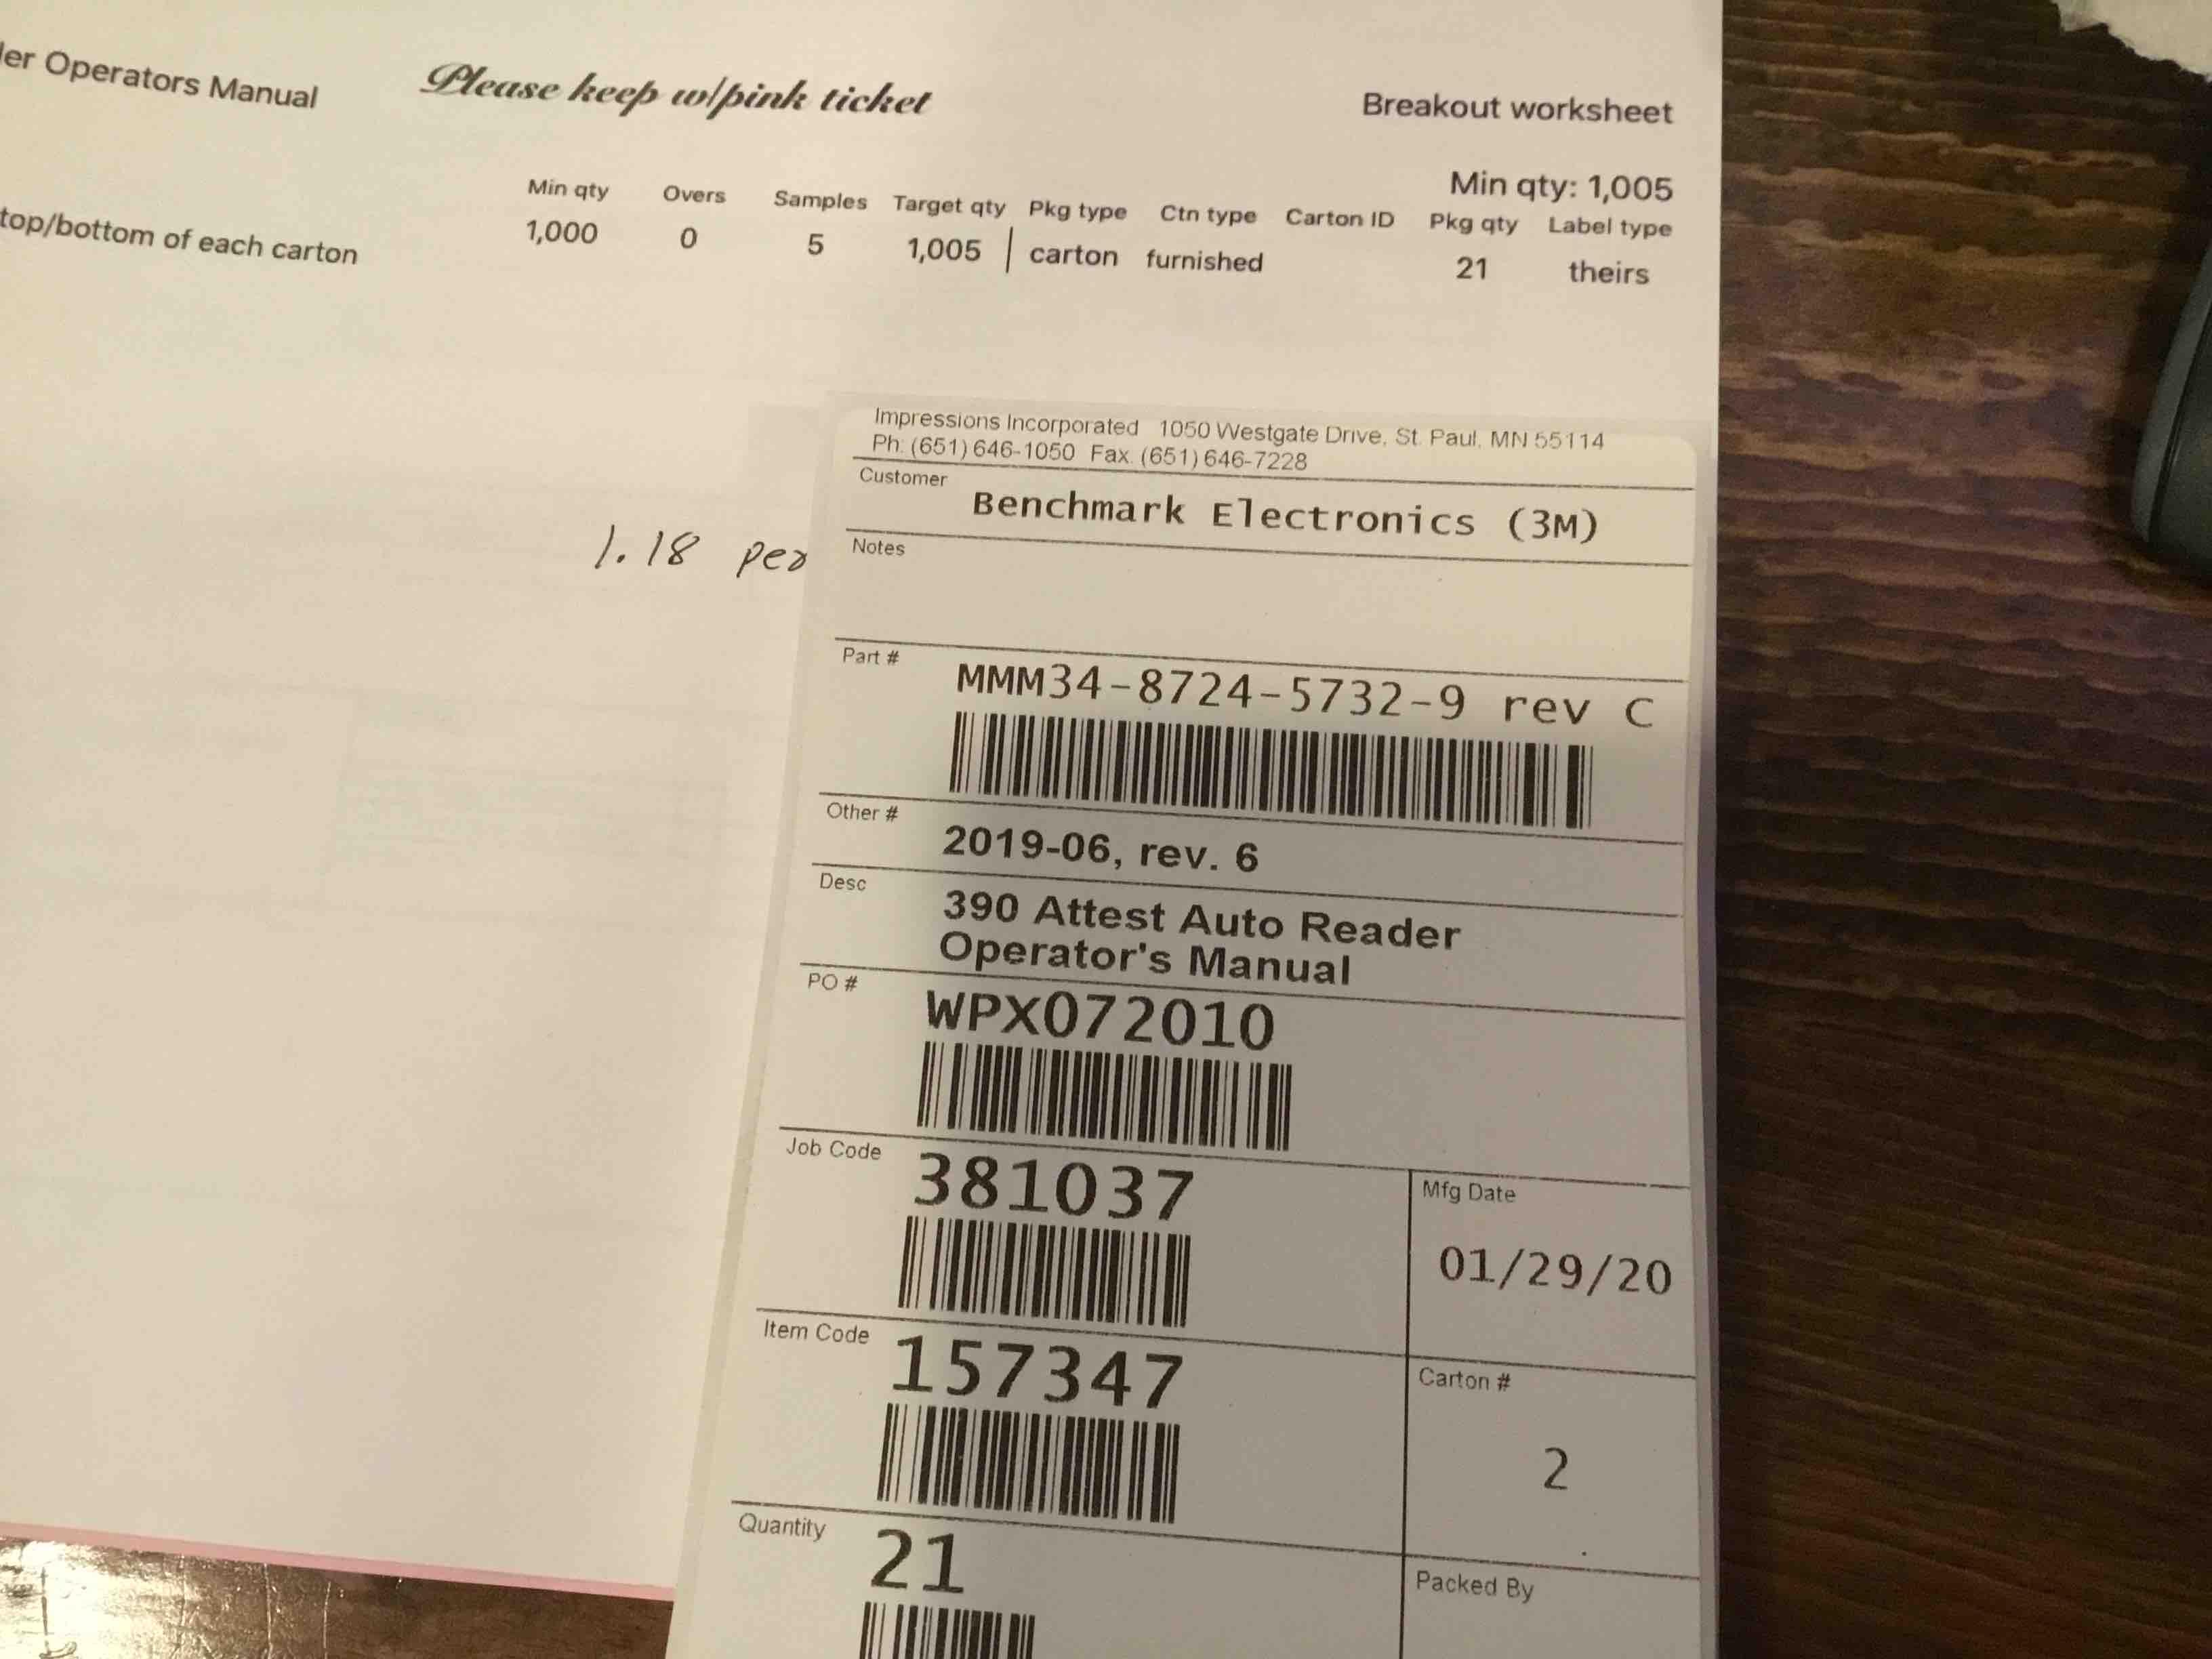 ler Operators Manual
Please keep w/pink ticket
Breakout worksheet
Min qty: 1,005
Min qty Overs Samples Target qty Pkg type Ctn type Carton ID Pkg qty Label type
top/bottom of each carton 1,000 0 5 1,005 carton furnished 21 theirs
1.18 per
Impressions Incorporated 1050 Westgate Drive, St. Paul, MN 55114
Ph: (651) 646-1050 Fax: (651) 646-7228
Customer
Benchmark Electronics (3M)
Notes
Part #
MMM34-8724-5732-9 rev C
Other #
2019-06, rev. 6
Desc
390 Attest Auto Reader
Operator's Manual
PO #
WPX072010
Job Code
381037
Mfg Date
01/29/20
Item Code
157347
Carton #
2
Quantity
21
Packed By